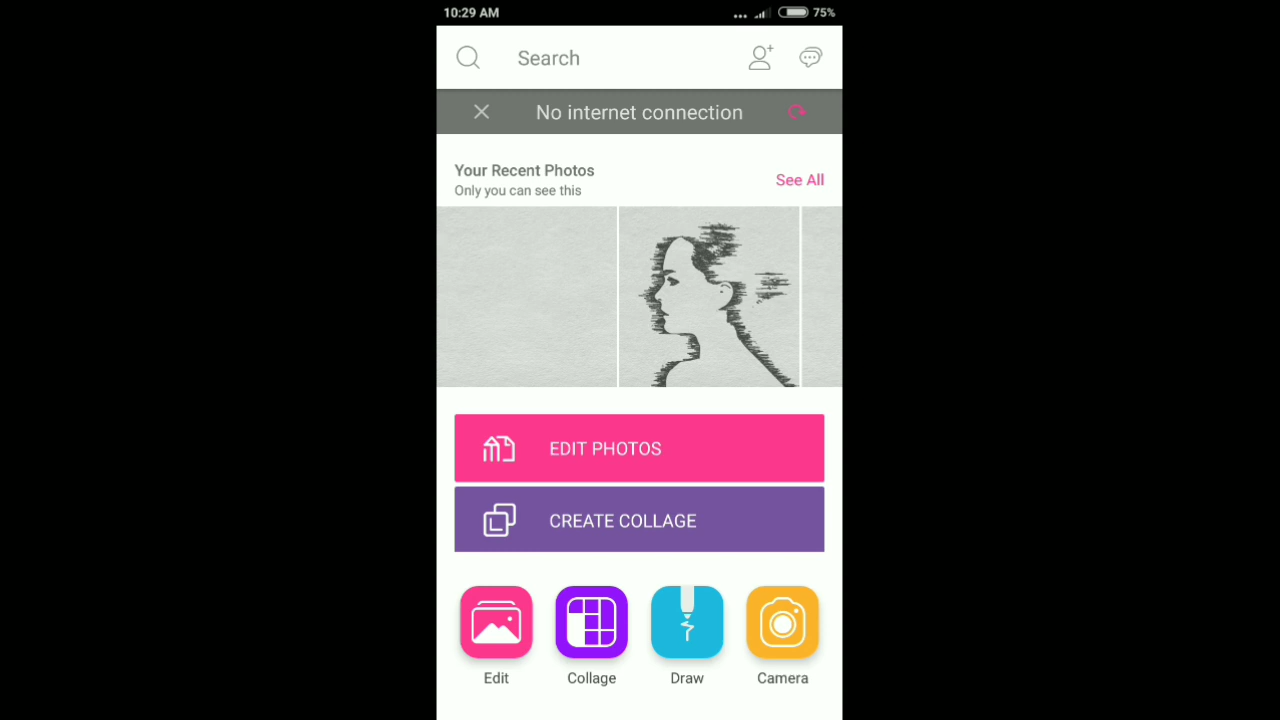 10:29 AM
75%
Search
No internet connection
Your Recent Photos
Only you can see this
See All
EDIT PHOTOS
CREATE COLLAGE
Edit
Collage
Draw
Camera